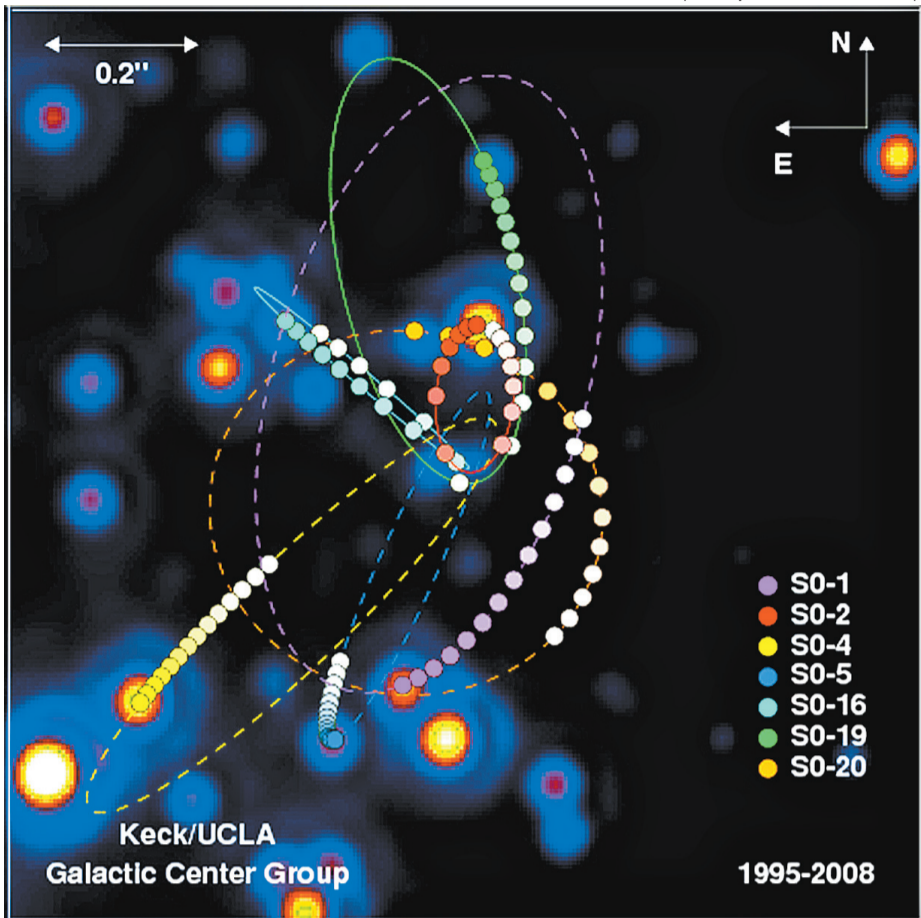 0.2"
N
E
S0-1
S0-2
S0-4
S0-5
S0-16
S0-19
S0-20
Keck/UCLA
Galactic Center Group
1995-2008